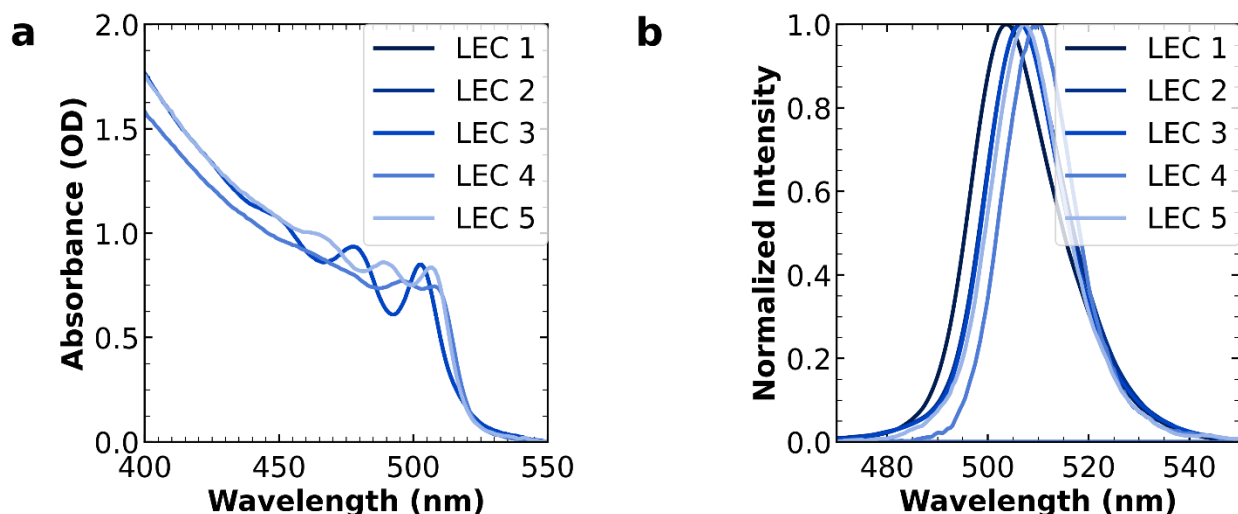 a
Absorbance (OD)
2.0
1.5
1.0
0.5
0.0
400
450
500
550
Wavelength (nm)
LEC 1
LEC 2
LEC 3
LEC 4
LEC 5
b
Normalized Intensity
1.0
0.8
0.6
0.4
0.2
0.0
480
500
520
540
Wavelength (nm)
LEC 1
LEC 2
LEC 3
LEC 4
LEC 5